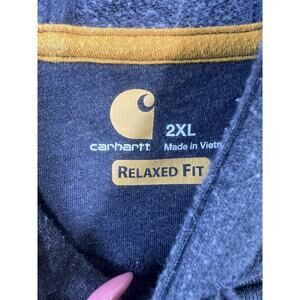 2XL
carhartt
Made in Vietn
RELAXED FIT